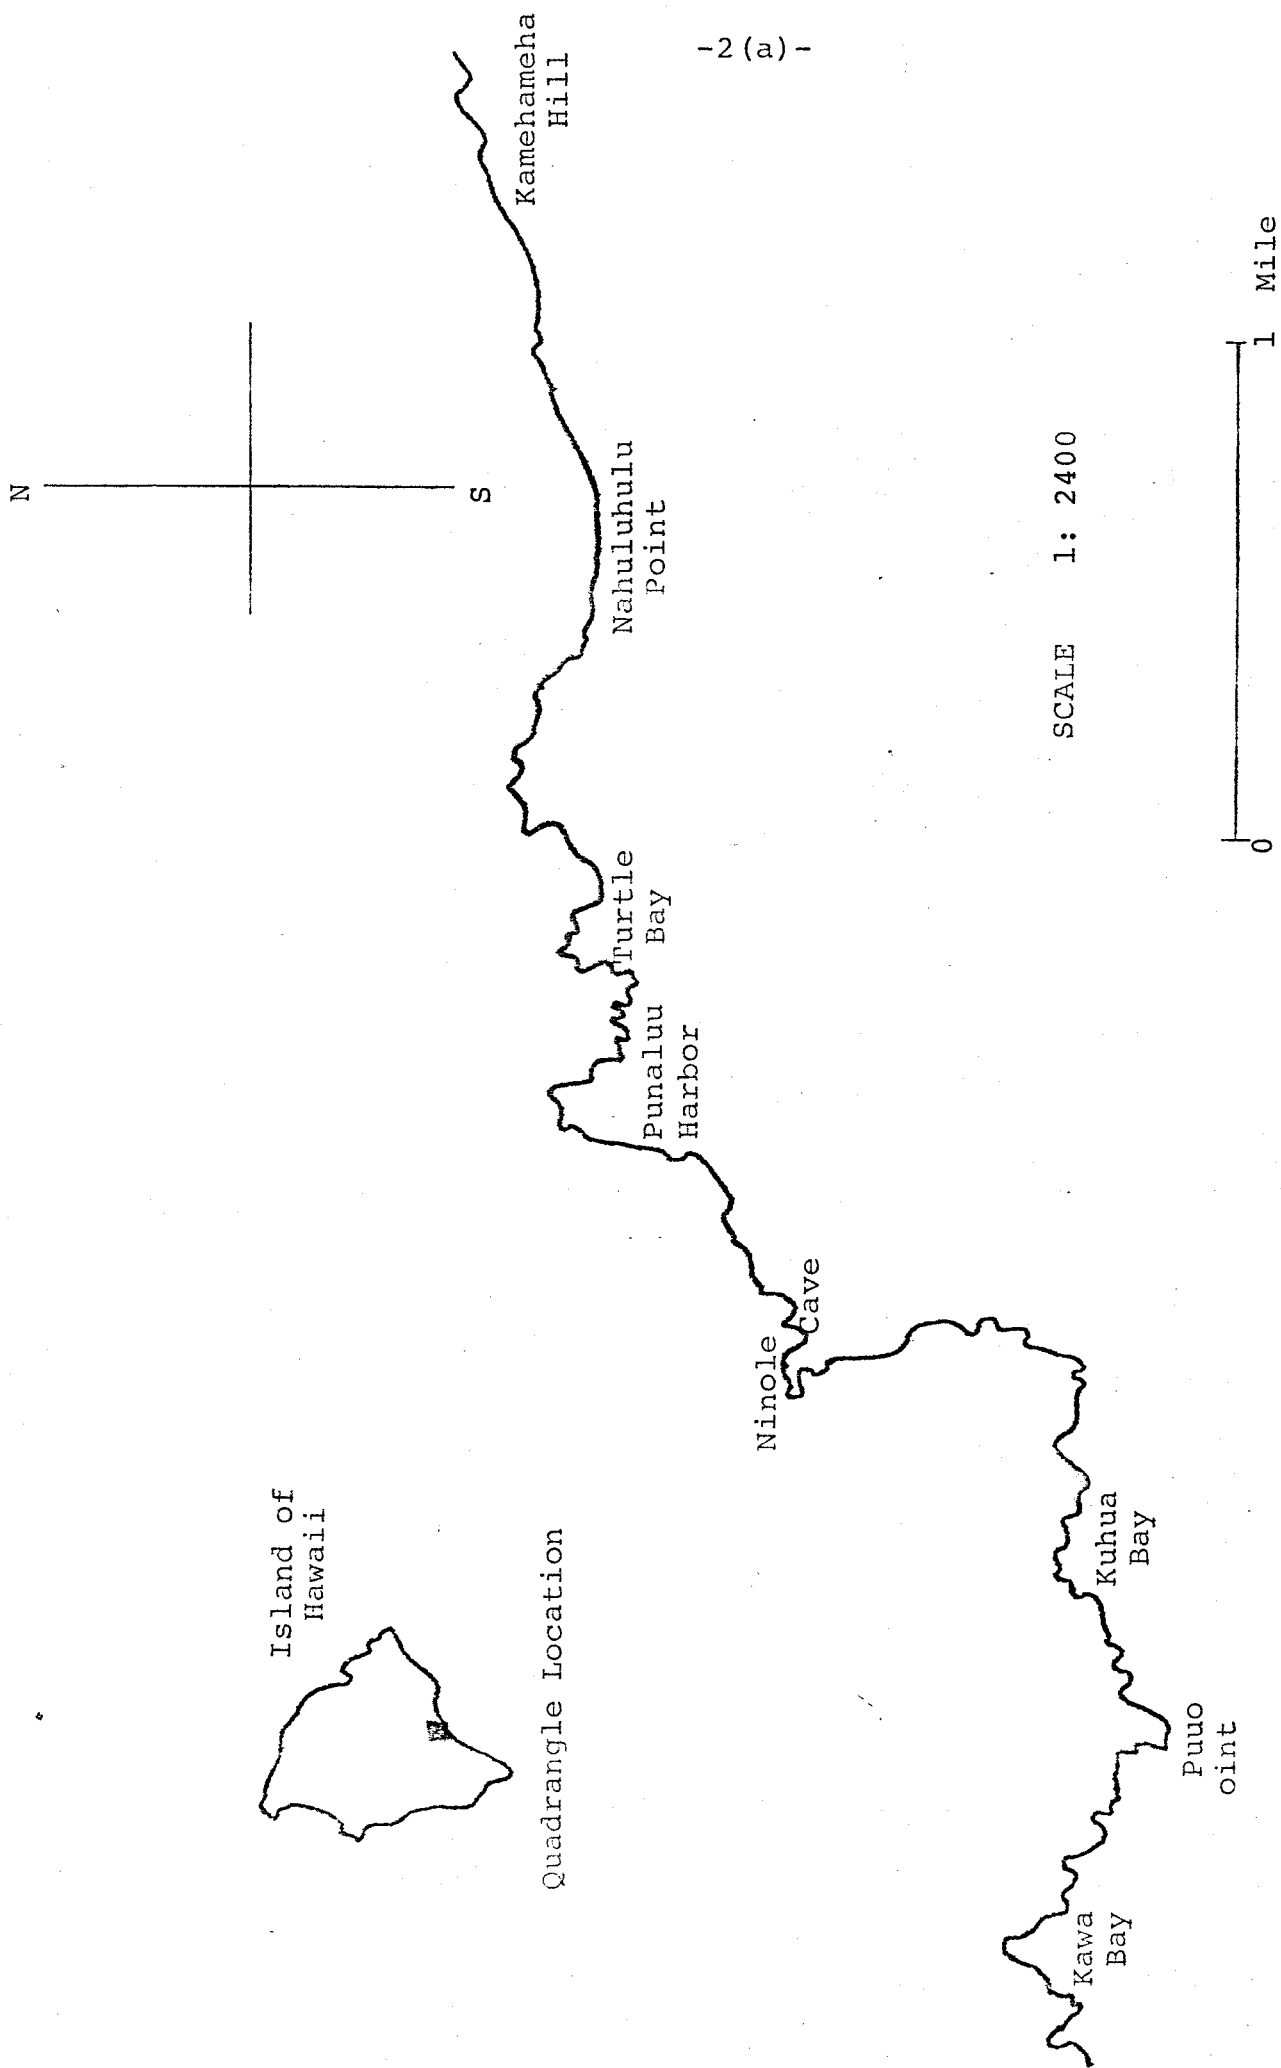 -2(a)-
N
S
Island of
Hawaii
Quadrangle Location
Kamehameha
Hill
Nahuluhulu
Point
Turtle
Bay
Punaluu
Harbor
Ninole
Cave
Kuhua
Bay
Puuo
oint
Kawa
Bay
SCALE 1: 2400
0
1 Mile